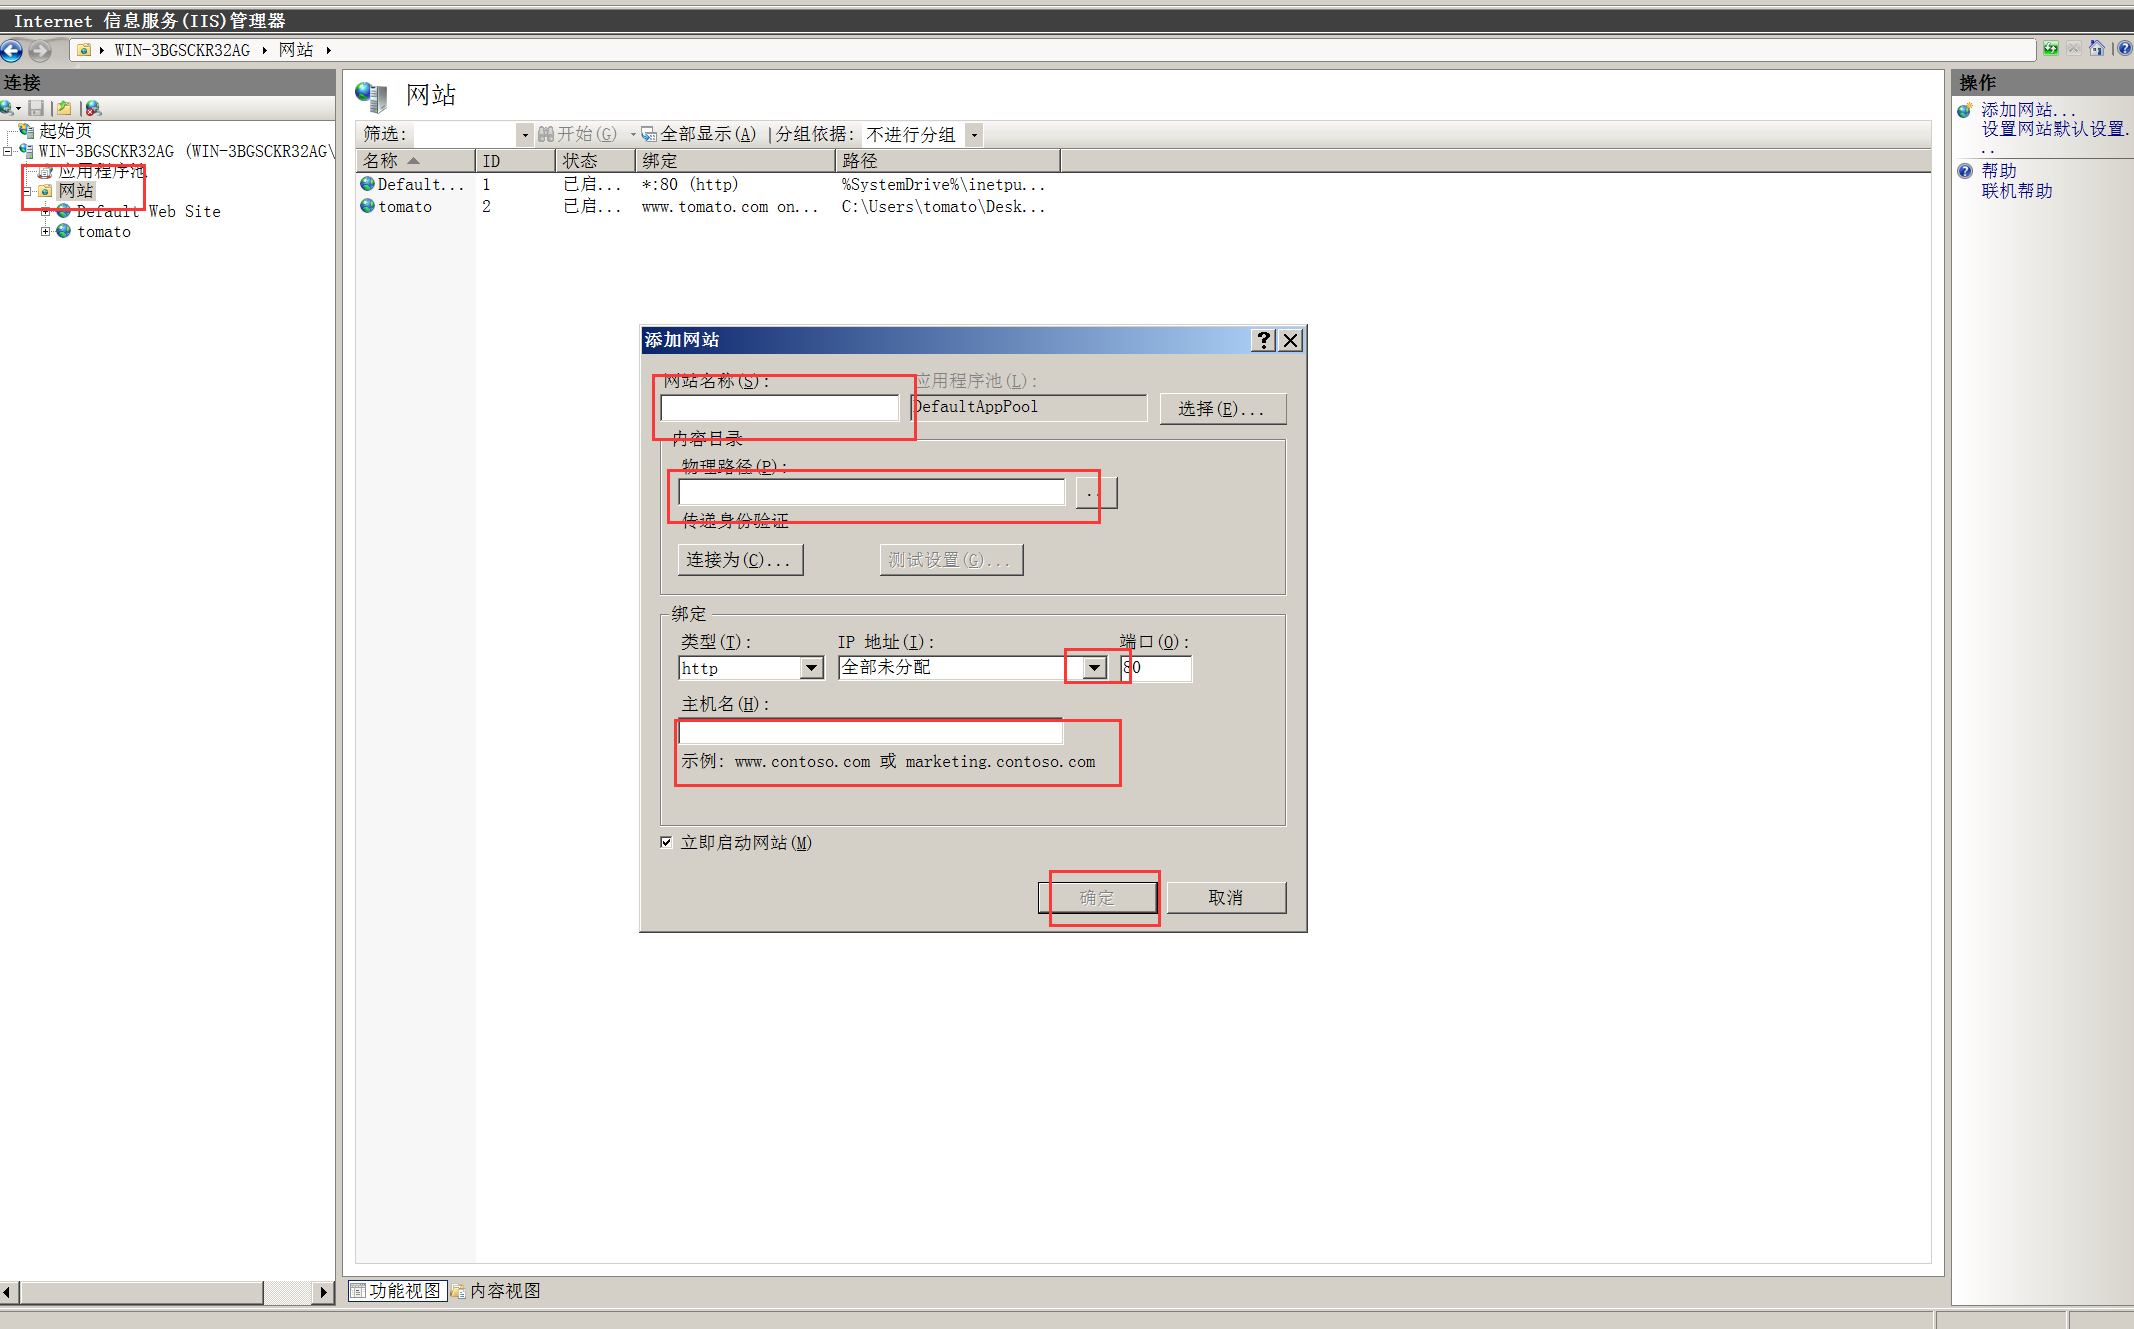 Internet 信息服务(IIS)管理器
WIN-3BGSCKR32AG 网站
连接
起始页
WIN-3BGSCKR32AG (WIN-3BGSCKR32AG\
应用程序池
网站
Default Web Site
tomato
网站
筛选: 开始(G) 全部显示(A) 分组依据: 不进行分组
名称 ID 状态 绑定 路径
Default... 1 已启... *:80 (http) %SystemDrive%\inetpu...
tomato 2 已启... www.tomato.com on... C:\Users\tomato\Desk...
添加网站
网站名称(S): 应用程序池(L):
DefaultAppPool 选择(E)...
内容目录
物理路径(P):
传递身份验证
连接为(C)... 测试设置(G)...
绑定
类型(T): IP 地址(I): 端口(O):
http 全部未分配 80
主机名(H):
示例: www.contoso.com 或 marketing.contoso.com
立即启动网站(M)
确定 取消
功能视图 内容视图
操作
添加网站...
设置网站默认设置.
..
帮助
联机帮助